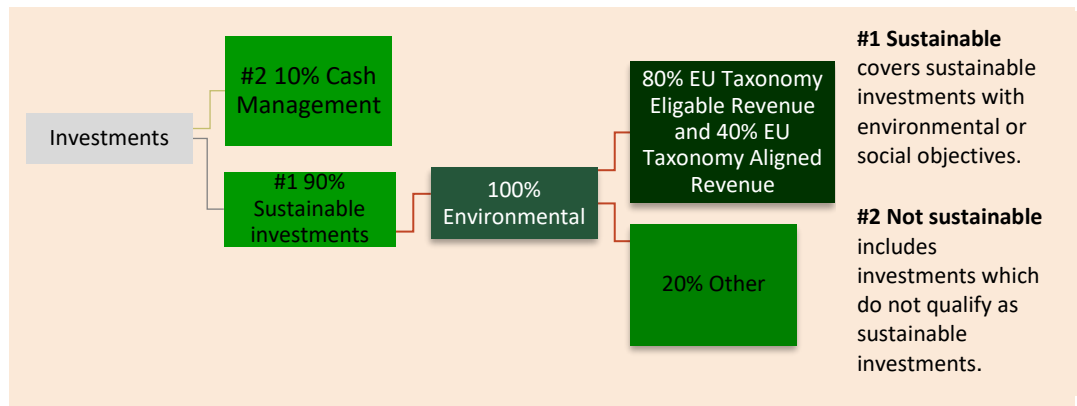 Investments
#2 10% Cash
Management
#1 90%
Sustainable
investments
100%
Environmental
80% EU Taxonomy
Eligable Revenue
and 40% EU
Taxonomy Aligned
Revenue
20% Other
#1 Sustainable
covers sustainable
investments with
environmental or
social objectives.
#2 Not sustainable
includes
investments which
do not qualify as
sustainable
investments.